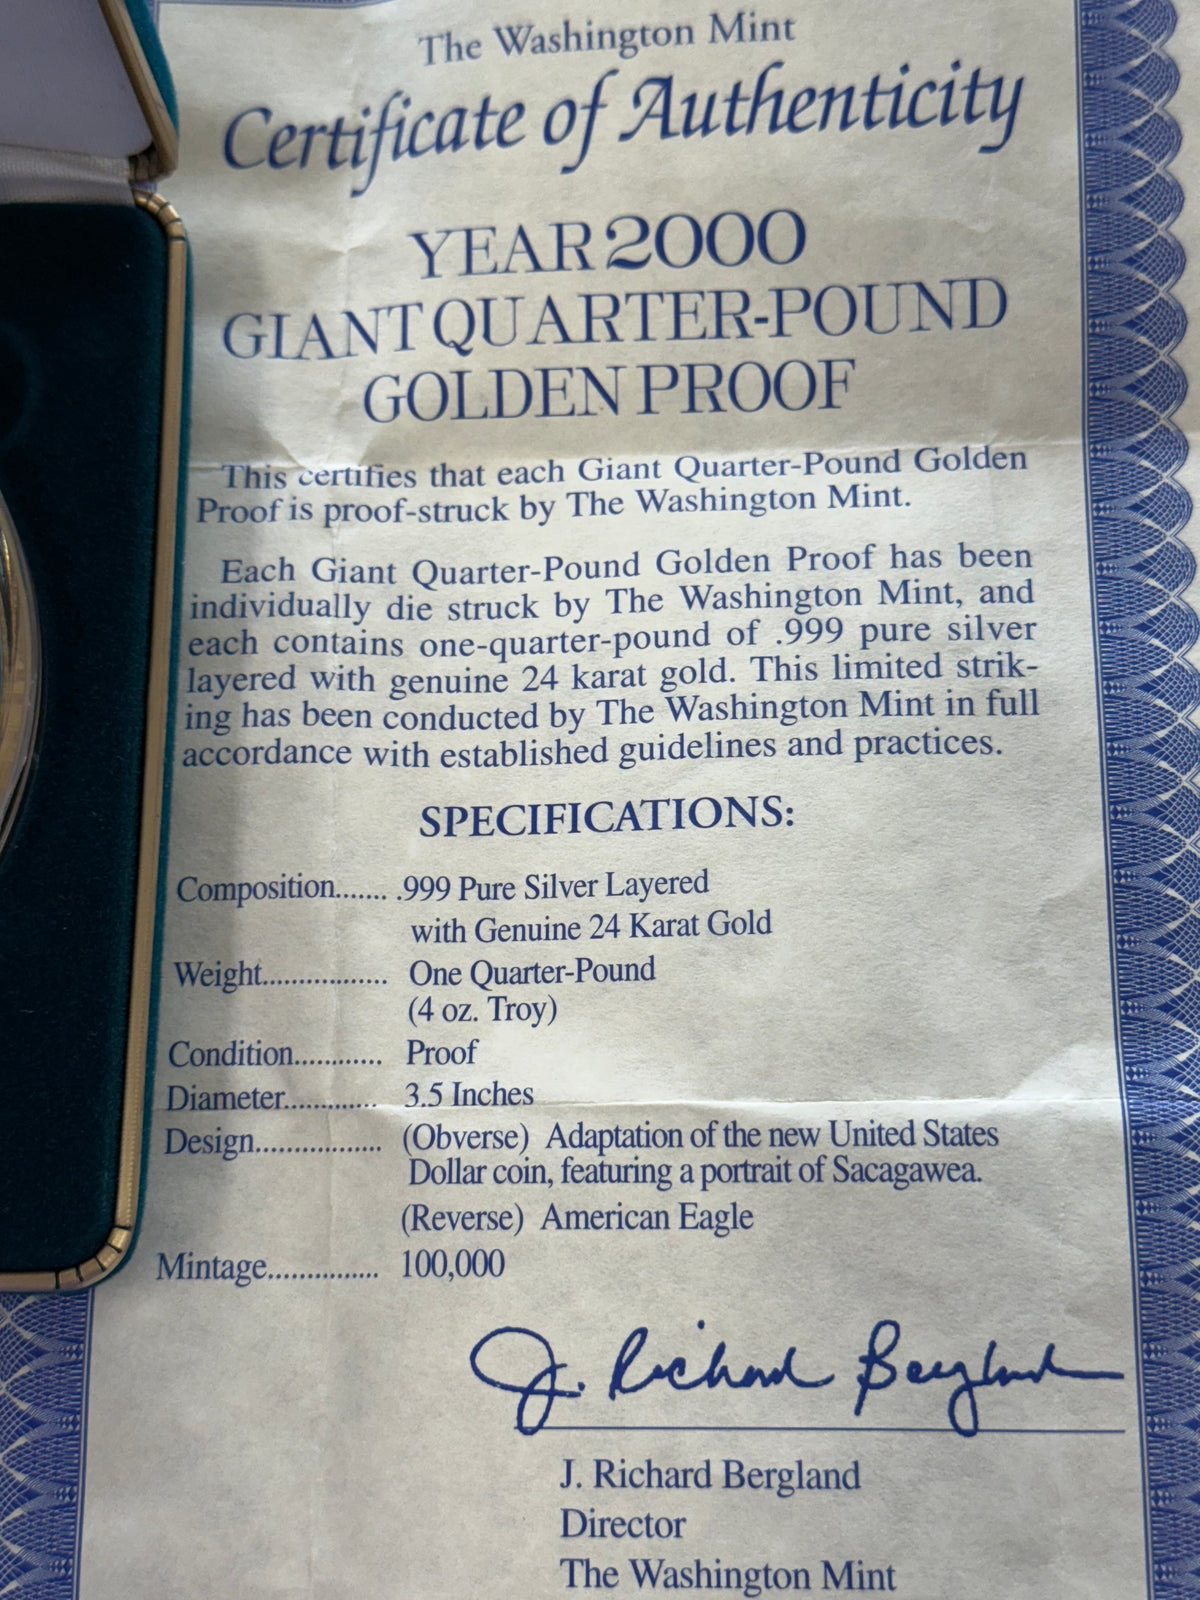 The Washington Mint
Certificate of Authenticity
YEAR 2000
GIANT QUARTER-POUND
GOLDEN PROOF
This certifies that each Giant Quarter-Pound Golden
Proof is proof-struck by The Washington Mint.
Each Giant Quarter-Pound Golden Proof has been
individually die struck by The Washington Mint, and
each contains one-quarter-pound of .999 pure silver
layered with genuine 24 karat gold. This limited strik-
ing has been conducted by The Washington Mint in full
accordance with established guidelines and practices.
SPECIFICATIONS:
Composition....... .999 Pure Silver Layered
with Genuine 24 Karat Gold
Weight.................. One Quarter-Pound
(4 oz. Troy)
Condition............ Proof
Diameter............. 3.5 Inches
Design.................. (Obverse) Adaptation of the new United States
Dollar coin, featuring a portrait of Sacagawea.
(Reverse) American Eagle
Mintage............... 100,000
J. Richard Bergland
J. Richard Bergland
Director
The Washington Mint